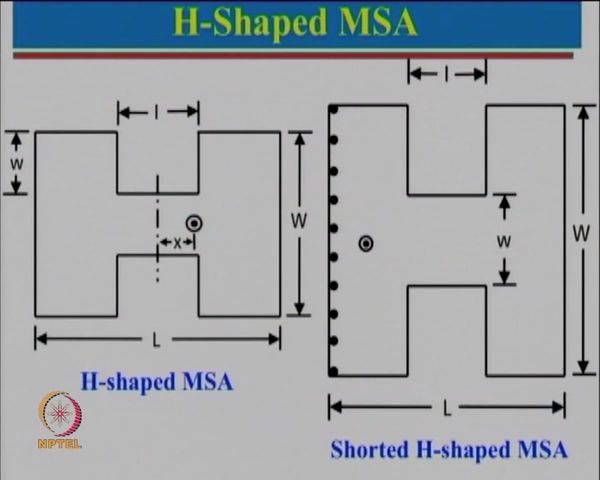 H-Shaped MSA
l
w
x
W
L
H-shaped MSA
l
w
W
L
Shorted H-shaped MSA
NPTEL